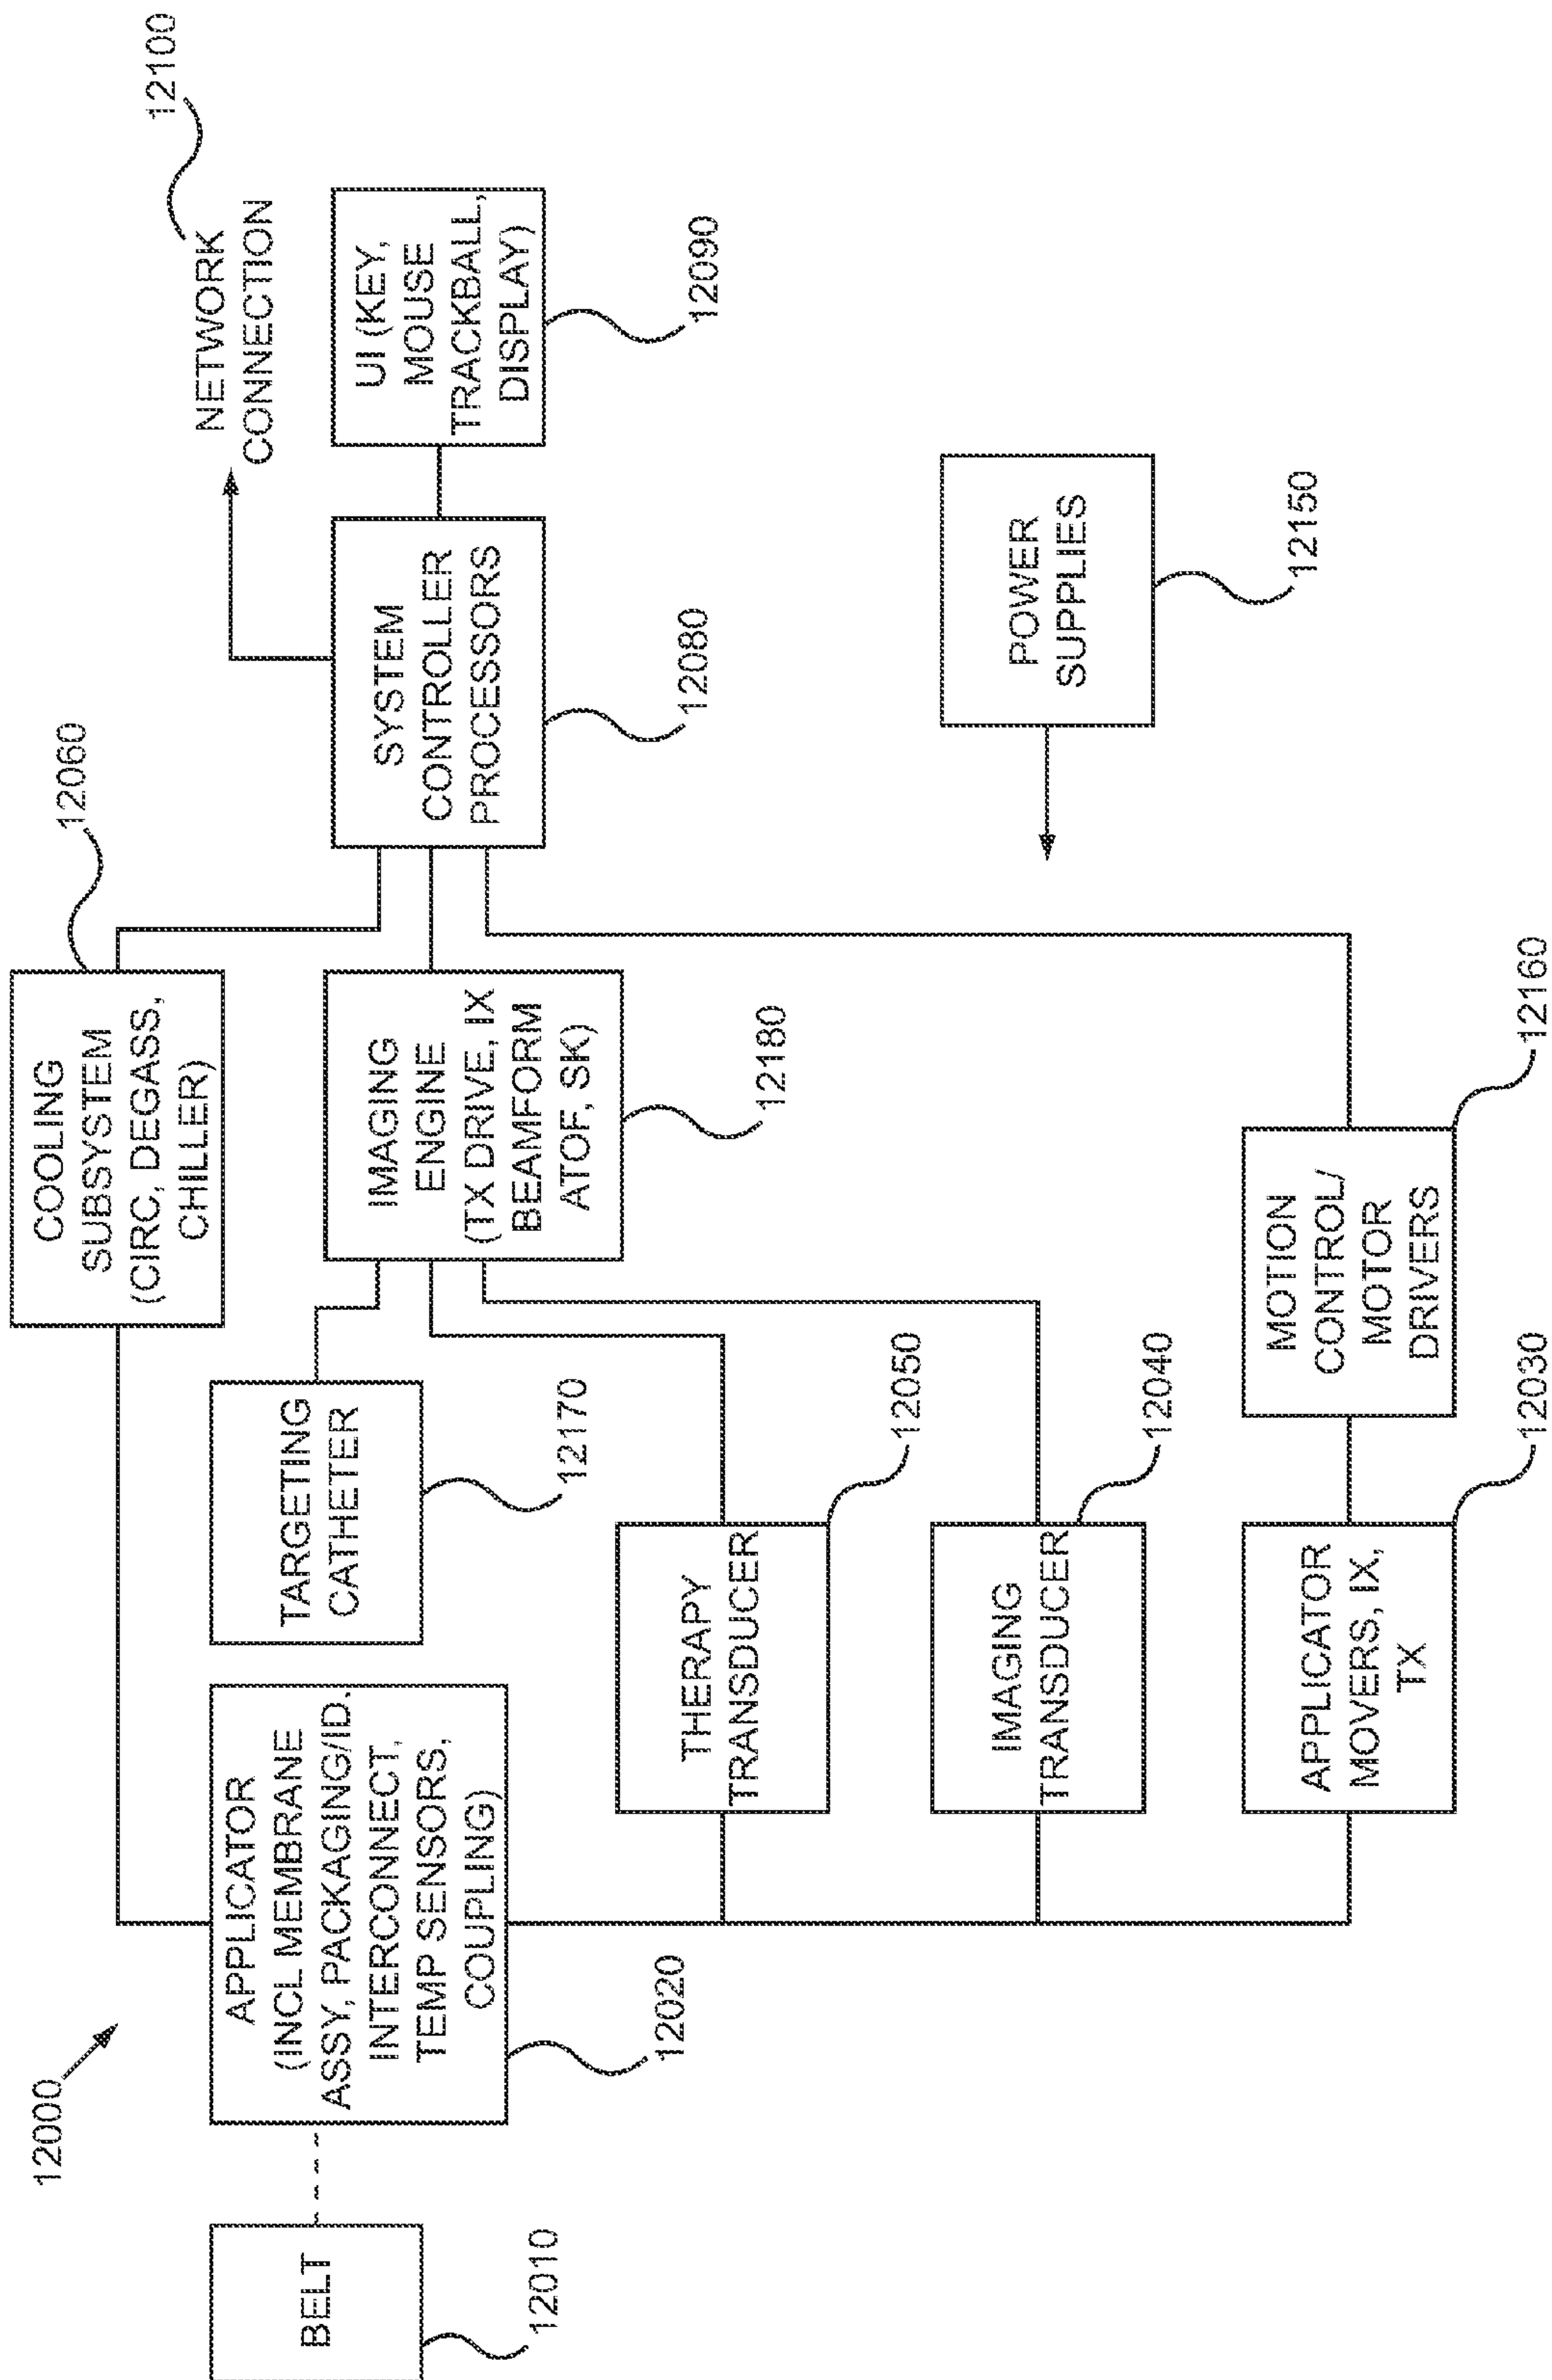 12000
12100
NETWORK
CONNECTION
12060
COOLING
SUBSYSTEM
(CIRC, DEGASS,
CHILLER)
BELT
12010
APPLICATOR
(INCL MEMBRANE
ASSY, PACKAGING/ID.
INTERCONNECT,
TEMP SENSORS,
COUPLING)
12020
TARGETING
CATHETER
12170
IMAGING
ENGINE
(TX DRIVE, IX
BEAMFORM
ATOF, SK)
12180
SYSTEM
CONTROLLER
PROCESSORS
12080
UI (KEY,
MOUSE
TRACKBALL,
DISPLAY)
12090
THERAPY
TRANSDUCER
12050
IMAGING
TRANSDUCER
12040
POWER
SUPPLIES
12150
APPLICATOR
MOVERS, IX,
TX
12030
MOTION
CONTROL/
MOTOR
DRIVERS
12160